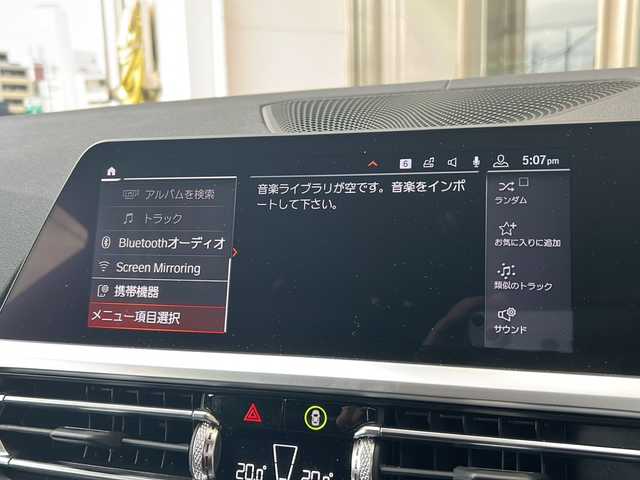 6
5:07pm
アルバムを検索
トラック
Bluetoothオーディオ
Screen Mirroring
携帯機器
メニュー項目選択
音楽ライブラリが空です。音楽をインポ
ートして下さい。
ランダム
お気に入りに追加
類似のトラック
サウンド
20.0° 20.0°